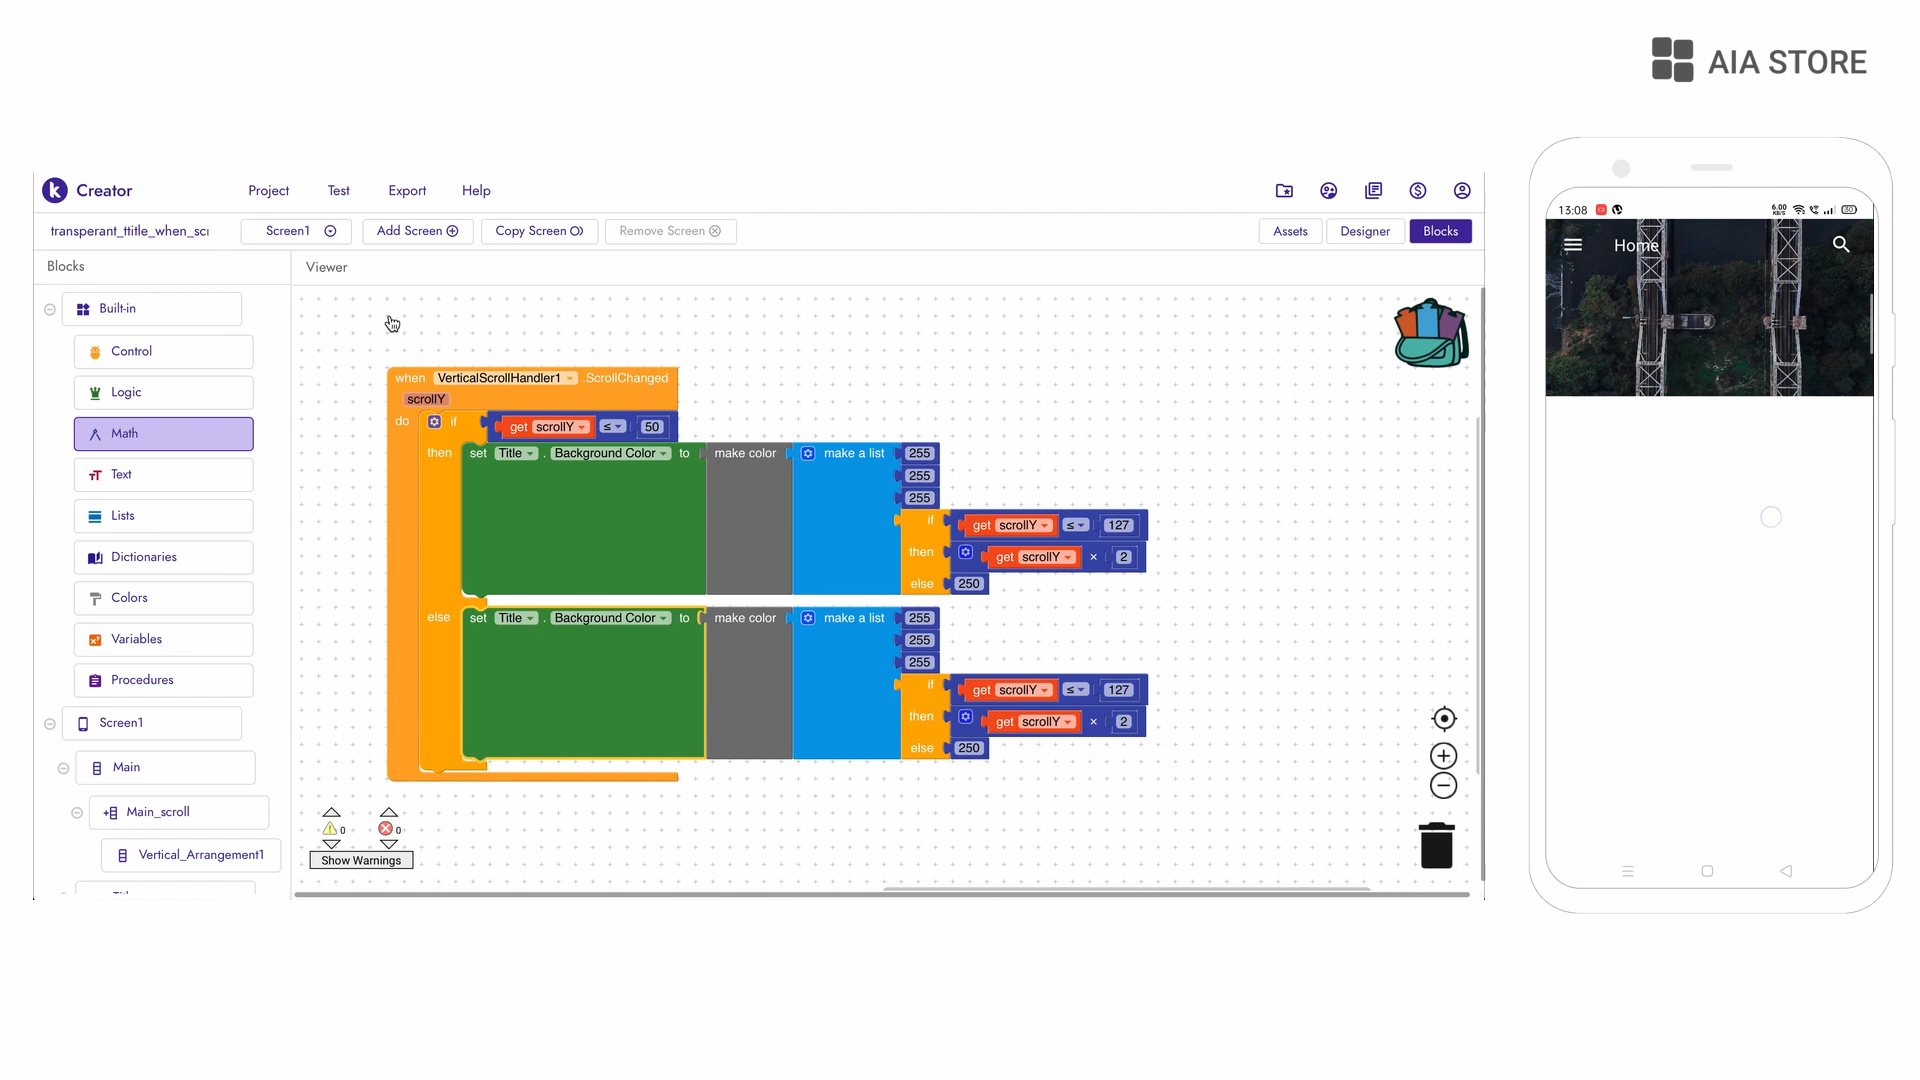 AIA STORE
Creator
Project
Test
Export
Help
transperant_ttitle_when_scr
Screen1
Add Screen
Copy Screen
Remove Screen
Assets
Designer
Blocks
Blocks
Viewer
Built-in
Control
Logic
Math
Text
Lists
Dictionaries
Colors
Variables
Procedures
Screen1
Main
Main_scroll
Vertical_Arrangement1
when VerticalScrollHandler1 .ScrollChanged
scrollY
do if get scrollY ≤ 50
then set Title . Background Color to make color make a list 255
255
255
if get scrollY ≤ 127
then get scrollY × 2
else 250
else set Title . Background Color to make color make a list 255
255
255
if get scrollY ≤ 127
then get scrollY × 2
else 250
0
0
Show Warnings
13:08
6.00
KB/S
Home